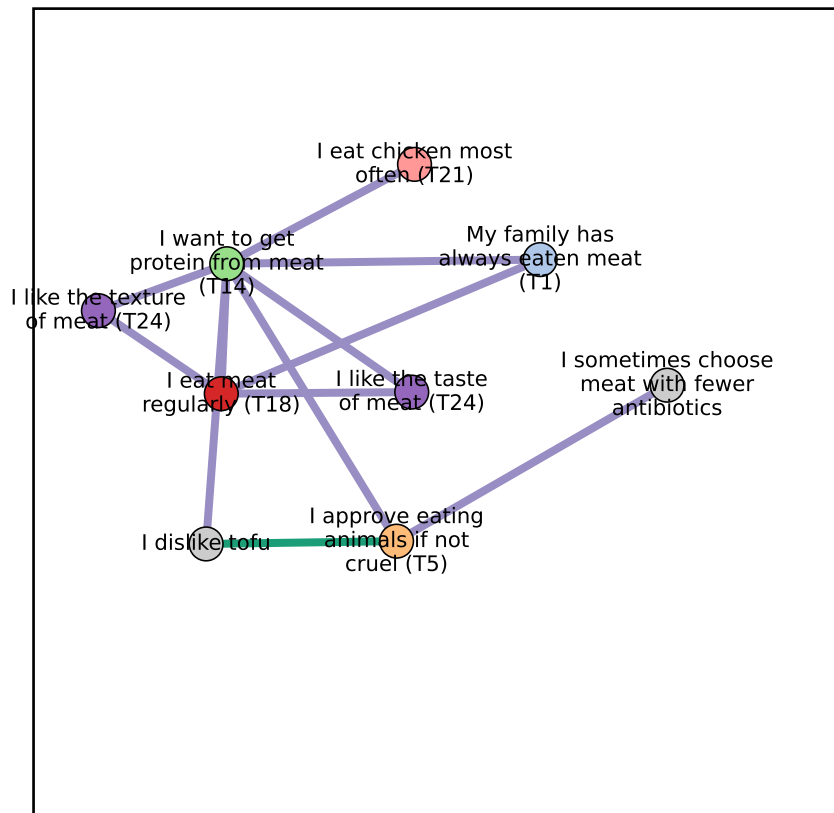 I eat chicken most
often (T21)
I want to get
protein from meat
(T14)
My family has
always eaten meat
(T1)
I like the texture
of meat (T24)
I eat meat
regularly (T18)
I like the taste
of meat (T24)
I sometimes choose
meat with fewer
antibiotics
I dislike tofu
I approve eating
animals if not
cruel (T5)